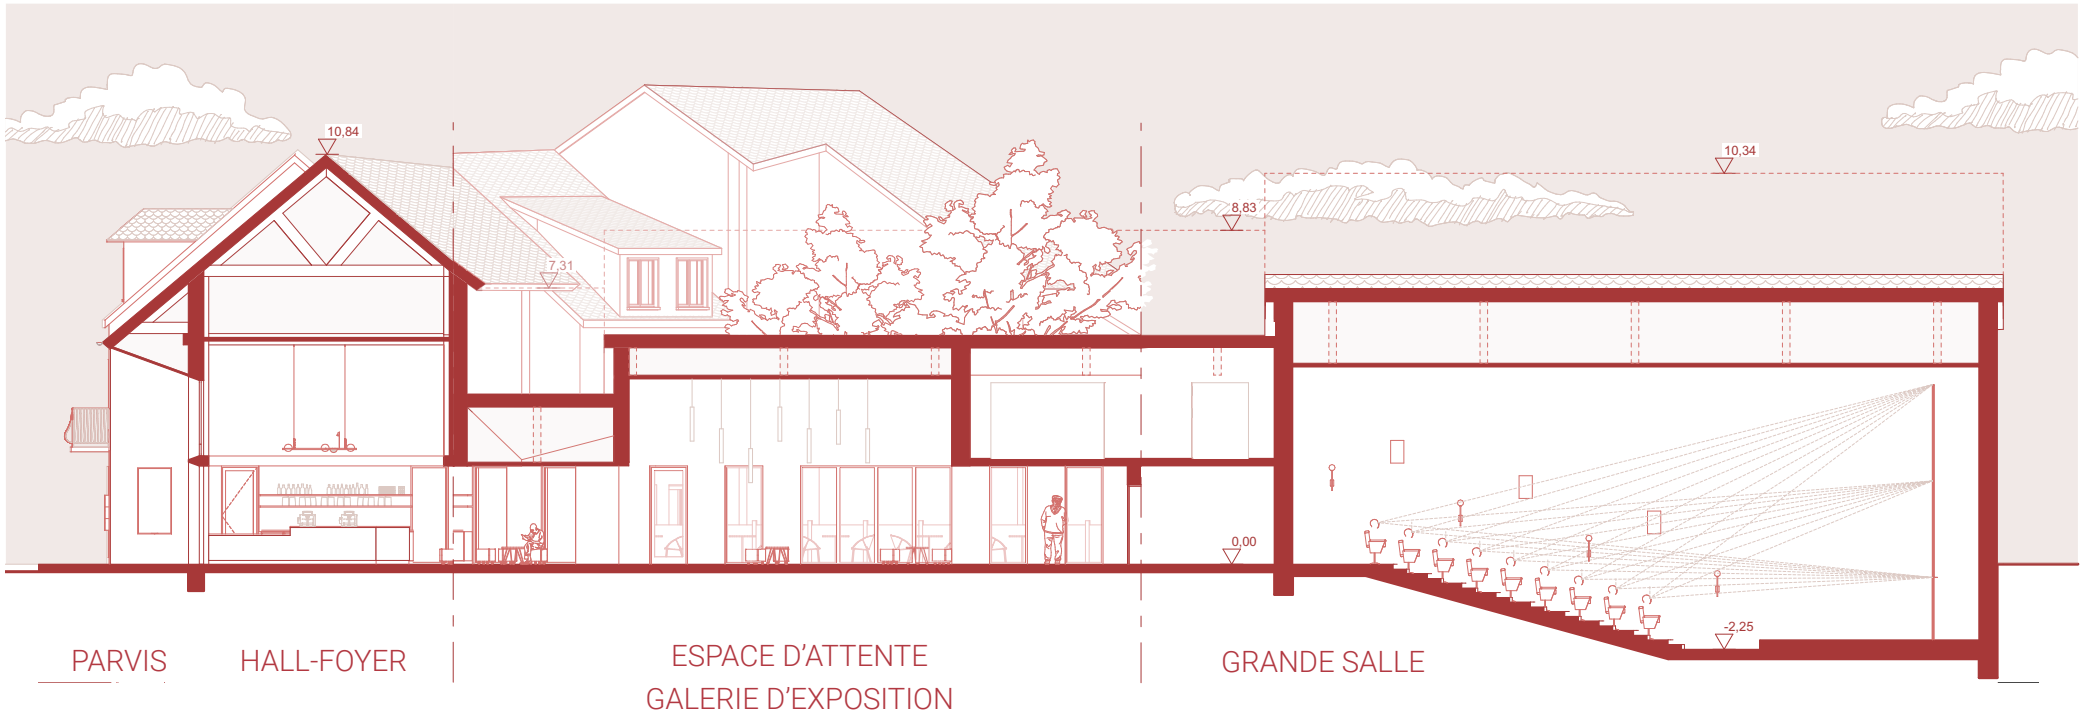 10,84
10,34
8,83
7,31
0,00
-2,25
PARVIS
HALL-FOYER
ESPACE D'ATTENTE
GALERIE D'EXPOSITION
GRANDE SALLE